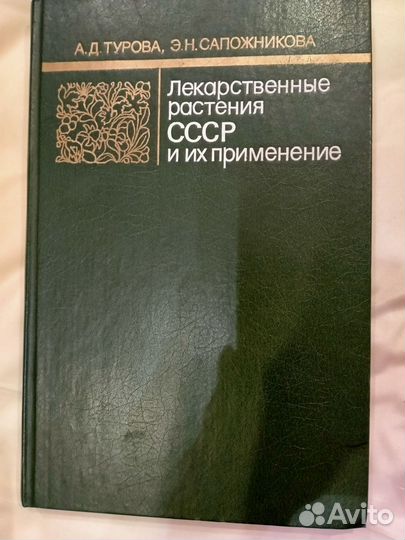 А.Д. ТУРОВА, Э.Н. САПОЖНИКОВА
Лекарственные
растения
СССР
и их применение
Avito